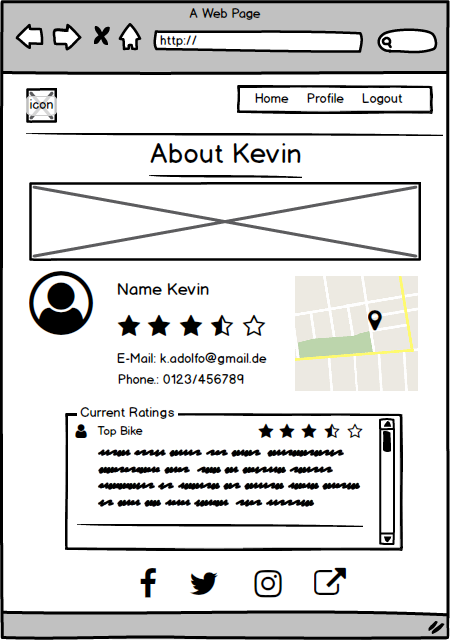 A Web Page
http://
icon
Home Profile Logout
About Kevin
Name Kevin
E-Mail: k.adolfo@gmail.de
Phone.: 0123/456789
Current Ratings
Top Bike